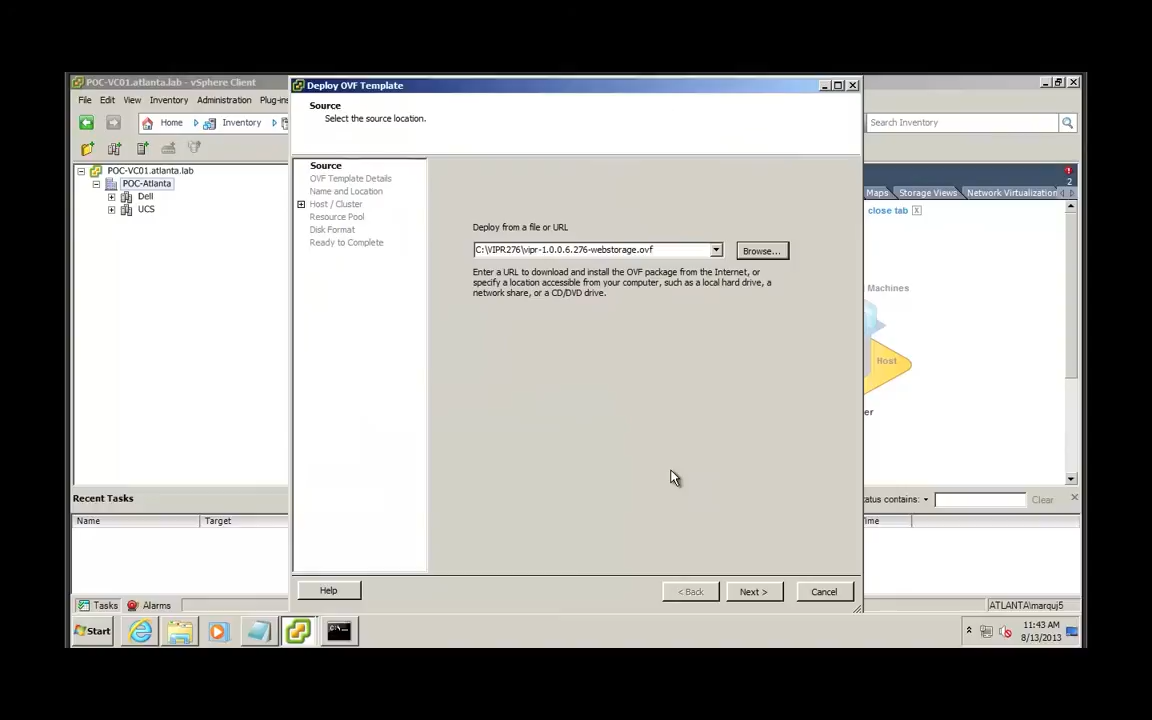 POC-VC01.atlanta.lab - vSphere Client
File Edit View Inventory Administration Plug-ins
Home Inventory
Search Inventory
POC-VC01.atlanta.lab
POC-Atlanta
Dell
UCS
Deploy OVF Template
Source
Select the source location.
Source
OVF Template Details
Name and Location
Host / Cluster
Resource Pool
Disk Format
Ready to Complete
Deploy from a file or URL
C:\VIPR276\vipr-1.0.0.6.276-webstorage.ovf
Browse...
Enter a URL to download and install the OVF package from the Internet, or
specify a location accessible from your computer, such as a local hard drive, a
network share, or a CD/DVD drive.
2
Maps Storage Views Network Virtualization
close tab X
Machines
Host
er
Recent Tasks
atus contains:
Clear
Name Target
Time
Help
< Back Next > Cancel
Tasks Alarms
ATLANTA\marquj5
Start
11:43 AM
8/13/2013